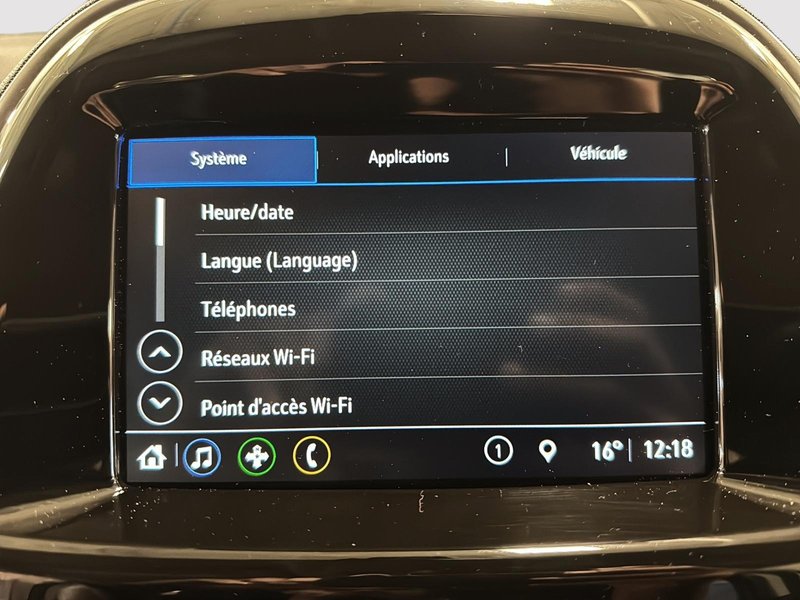 Système Applications Véhicule
Heure/date
Langue (Language)
Téléphones
Réseaux Wi-Fi
Point d'accès Wi-Fi
1 16° 12:18